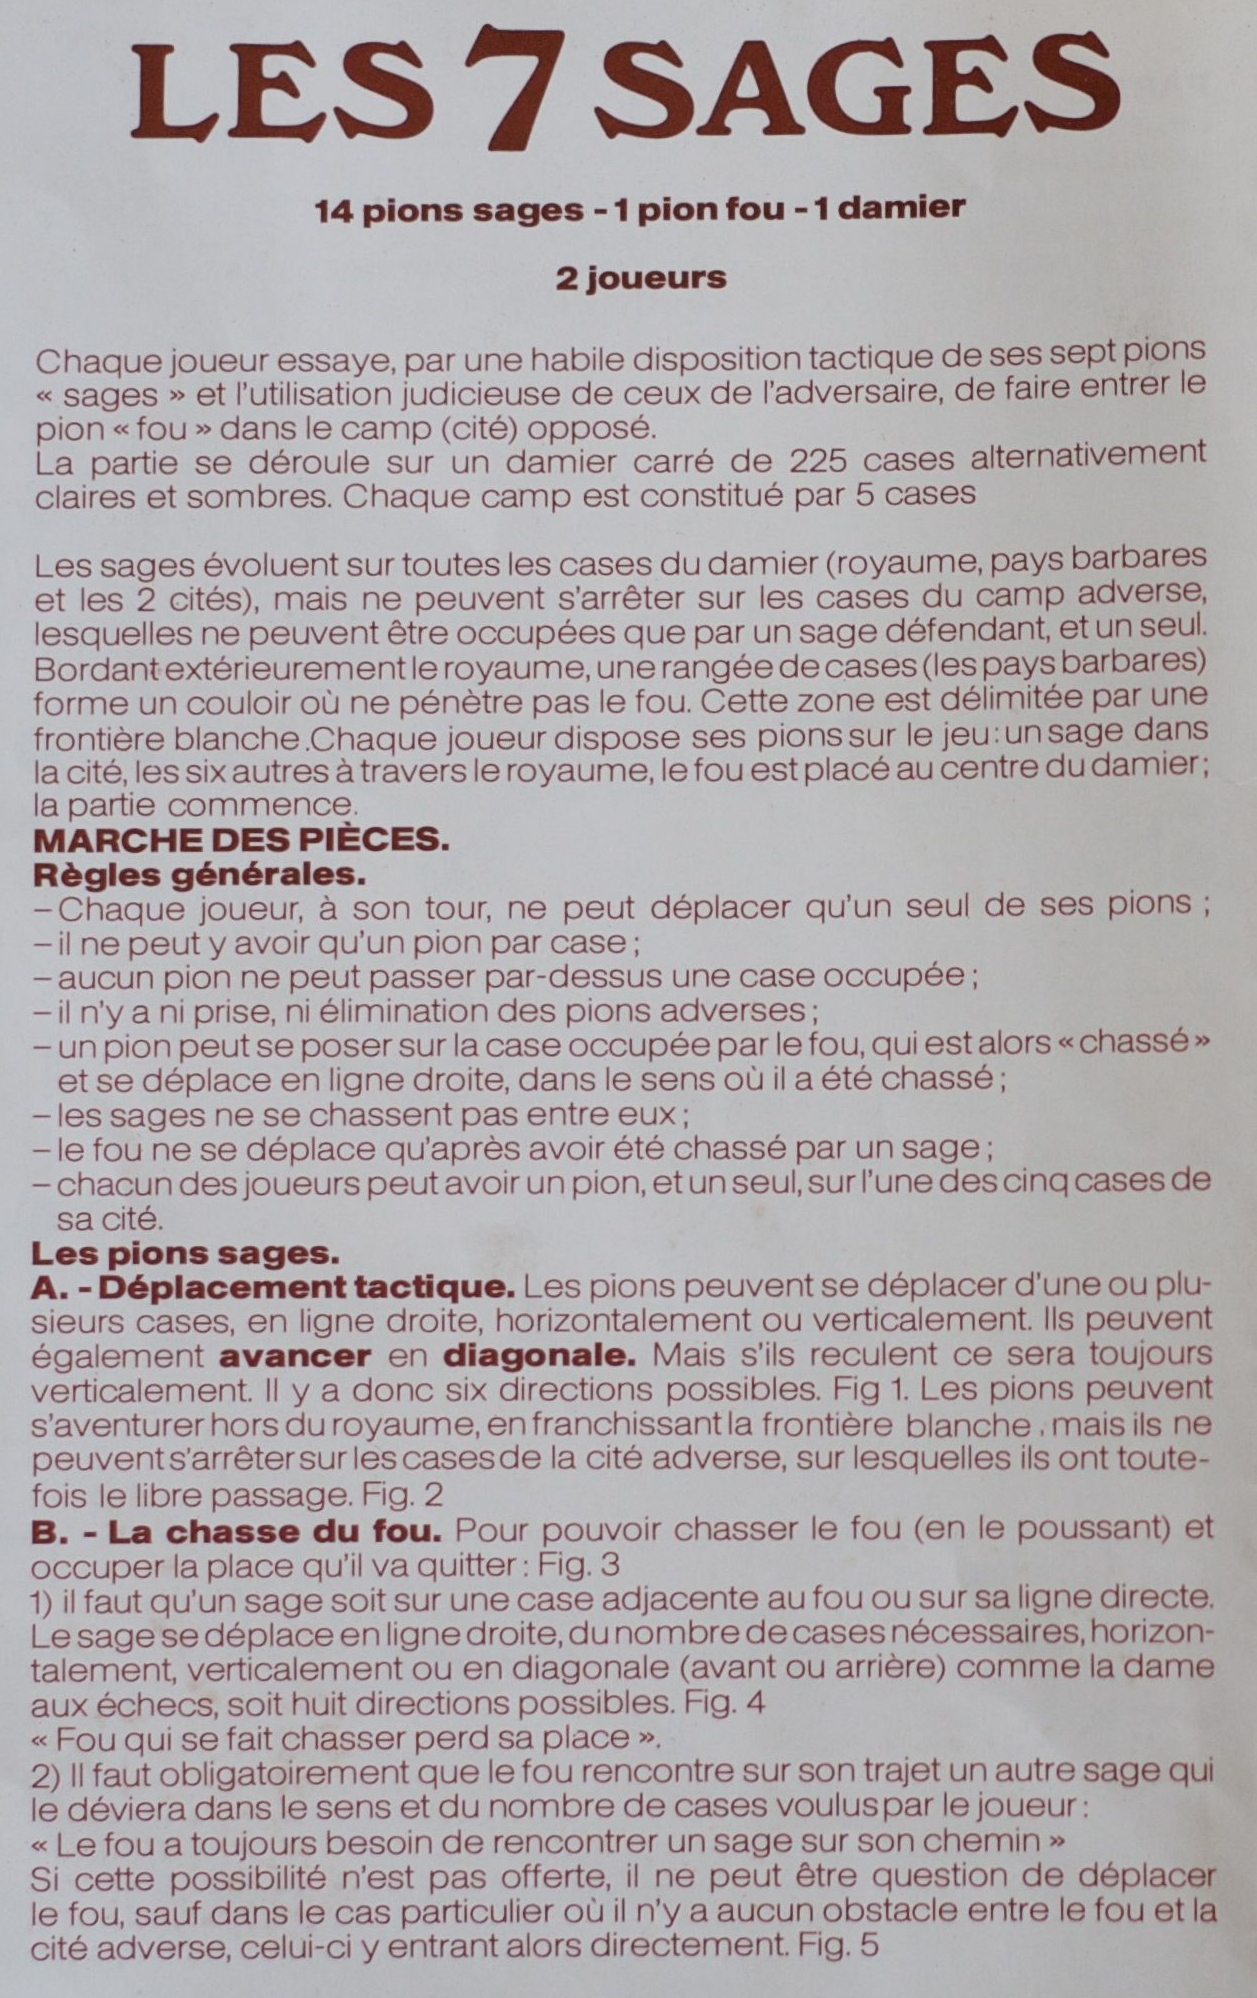 LES 7 SAGES
14 pions sages - 1 pion fou - 1 damier
2 joueurs
Chaque joueur essaye, par une habile disposition tactique de ses sept pions
« sages » et l'utilisation judicieuse de ceux de l'adversaire, de faire entrer le
pion « fou » dans le camp (cité) opposé.
La partie se déroule sur un damier carré de 225 cases alternativement
claires et sombres. Chaque camp est constitué par 5 cases
Les sages évoluent sur toutes les cases du damier (royaume, pays barbares
et les 2 cités), mais ne peuvent s'arrêter sur les cases du camp adverse,
lesquelles ne peuvent être occupées que par un sage défendant, et un seul.
Bordant extérieurement le royaume, une rangée de cases (les pays barbares)
forme un couloir où ne pénètre pas le fou. Cette zone est délimitée par une
frontière blanche.Chaque joueur dispose ses pions sur le jeu: un sage dans
la cité, les six autres à travers le royaume, le fou est placé au centre du damier;
la partie commence.
MARCHE DES PIÈCES.
Règles générales.
– Chaque joueur, à son tour, ne peut déplacer qu'un seul de ses pions ;
– il ne peut y avoir qu'un pion par case ;
– aucun pion ne peut passer par-dessus une case occupée ;
– il n'y a ni prise, ni élimination des pions adverses ;
– un pion peut se poser sur la case occupée par le fou, qui est alors « chassé »
et se déplace en ligne droite, dans le sens où il a été chassé ;
– les sages ne se chassent pas entre eux ;
– le fou ne se déplace qu'après avoir été chassé par un sage ;
– chacun des joueurs peut avoir un pion, et un seul, sur l'une des cinq cases de
sa cité.
Les pions sages.
A. - Déplacement tactique. Les pions peuvent se déplacer d'une ou plu-
sieurs cases, en ligne droite, horizontalement ou verticalement. Ils peuvent
également avancer en diagonale. Mais s'ils reculent ce sera toujours
verticalement. Il y a donc six directions possibles. Fig 1. Les pions peuvent
s'aventurer hors du royaume, en franchissant la frontière blanche , mais ils ne
peuvent s'arrêter sur les cases de la cité adverse, sur lesquelles ils ont toute-
fois le libre passage. Fig. 2
B. - La chasse du fou. Pour pouvoir chasser le fou (en le poussant) et
occuper la place qu'il va quitter : Fig. 3
1) il faut qu'un sage soit sur une case adjacente au fou ou sur sa ligne directe.
Le sage se déplace en ligne droite, du nombre de cases nécessaires, horizon-
talement, verticalement ou en diagonale (avant ou arrière) comme la dame
aux échecs, soit huit directions possibles. Fig. 4
« Fou qui se fait chasser perd sa place ».
2) Il faut obligatoirement que le fou rencontre sur son trajet un autre sage qui
le déviera dans le sens et du nombre de cases voulus par le joueur :
« Le fou a toujours besoin de rencontrer un sage sur son chemin »
Si cette possibilité n'est pas offerte, il ne peut être question de déplacer
le fou, sauf dans le cas particulier où il n'y a aucun obstacle entre le fou et la
cité adverse, celui-ci y entrant alors directement. Fig. 5